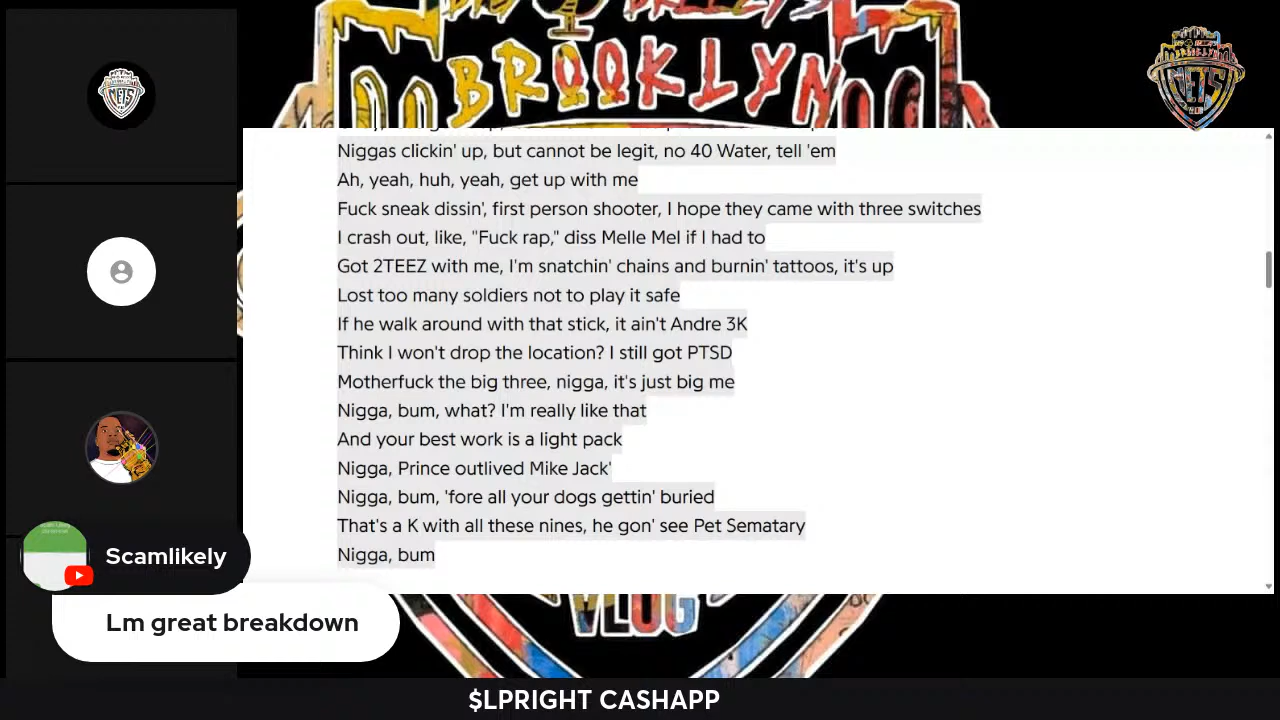 BROOKLYN
NETS
NETS
Niggas clickin' up, but cannot be legit, no 40 Water, tell 'em
Ah, yeah, huh, yeah, get up with me
Fuck sneak dissin', first person shooter, I hope they came with three switches
I crash out, like, "Fuck rap," diss Melle Mel if I had to
Got 2TEEZ with me, I'm snatchin' chains and burnin' tattoos, it's up
Lost too many soldiers not to play it safe
If he walk around with that stick, it ain't Andre 3K
Think I won't drop the location? I still got PTSD
Motherfuck the big three, nigga, it's just big me
Nigga, bum, what? I'm really like that
And your best work is a light pack
Nigga, Prince outlived Mike Jack'
Nigga, bum, 'fore all your dogs gettin' buried
That's a K with all these nines, he gon' see Pet Sematary
Nigga, bum
Scamlikely
Lm great breakdown
VLOG
$LPRIGHT CASHAPP